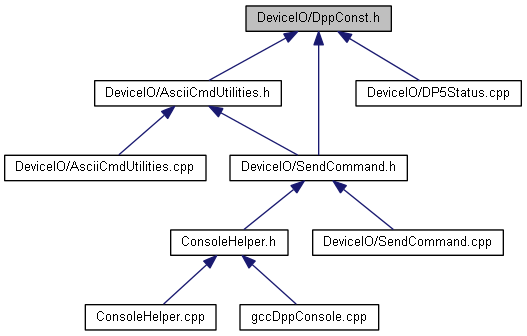 DeviceIO/DppConst.h
DeviceIO/AsciiCmdUtilities.h
DeviceIO/DP5Status.cpp
DeviceIO/AsciiCmdUtilities.cpp
DeviceIO/SendCommand.h
ConsoleHelper.h
DeviceIO/SendCommand.cpp
ConsoleHelper.cpp
gccDppConsole.cpp